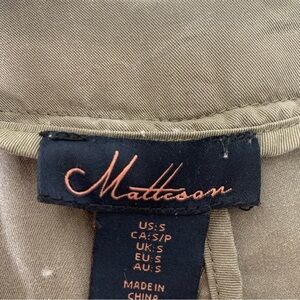 Matteson
US:S
CA:S/P
UK:S
EU:S
AU:S
MADE IN
CHINA